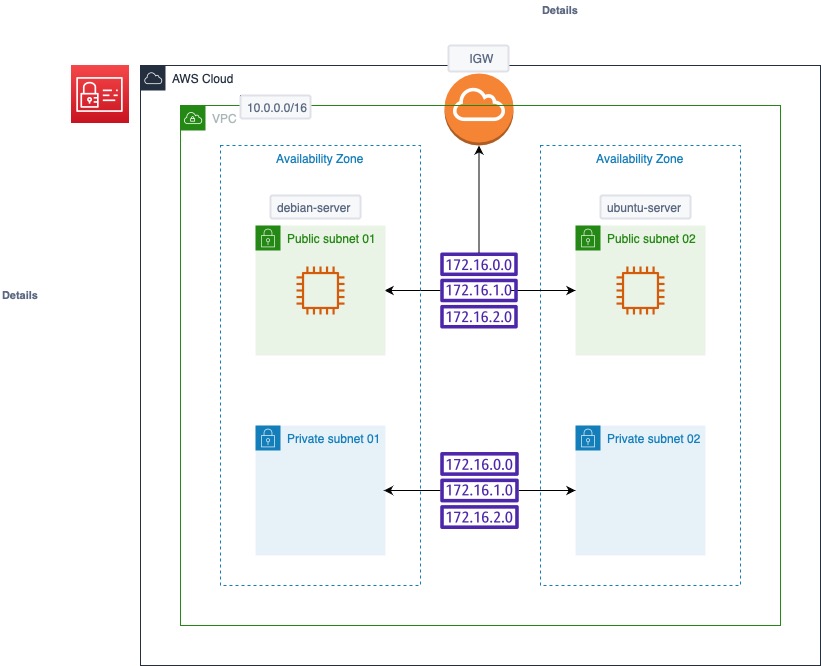 Details
IGW
AWS Cloud
10.0.0.0/16
VPC
Availability Zone
Availability Zone
debian-server
ubuntu-server
Public subnet 01
Public subnet 02
172.16.0.0
172.16.1.0
172.16.2.0
Details
Private subnet 01
Private subnet 02
172.16.0.0
172.16.1.0
172.16.2.0